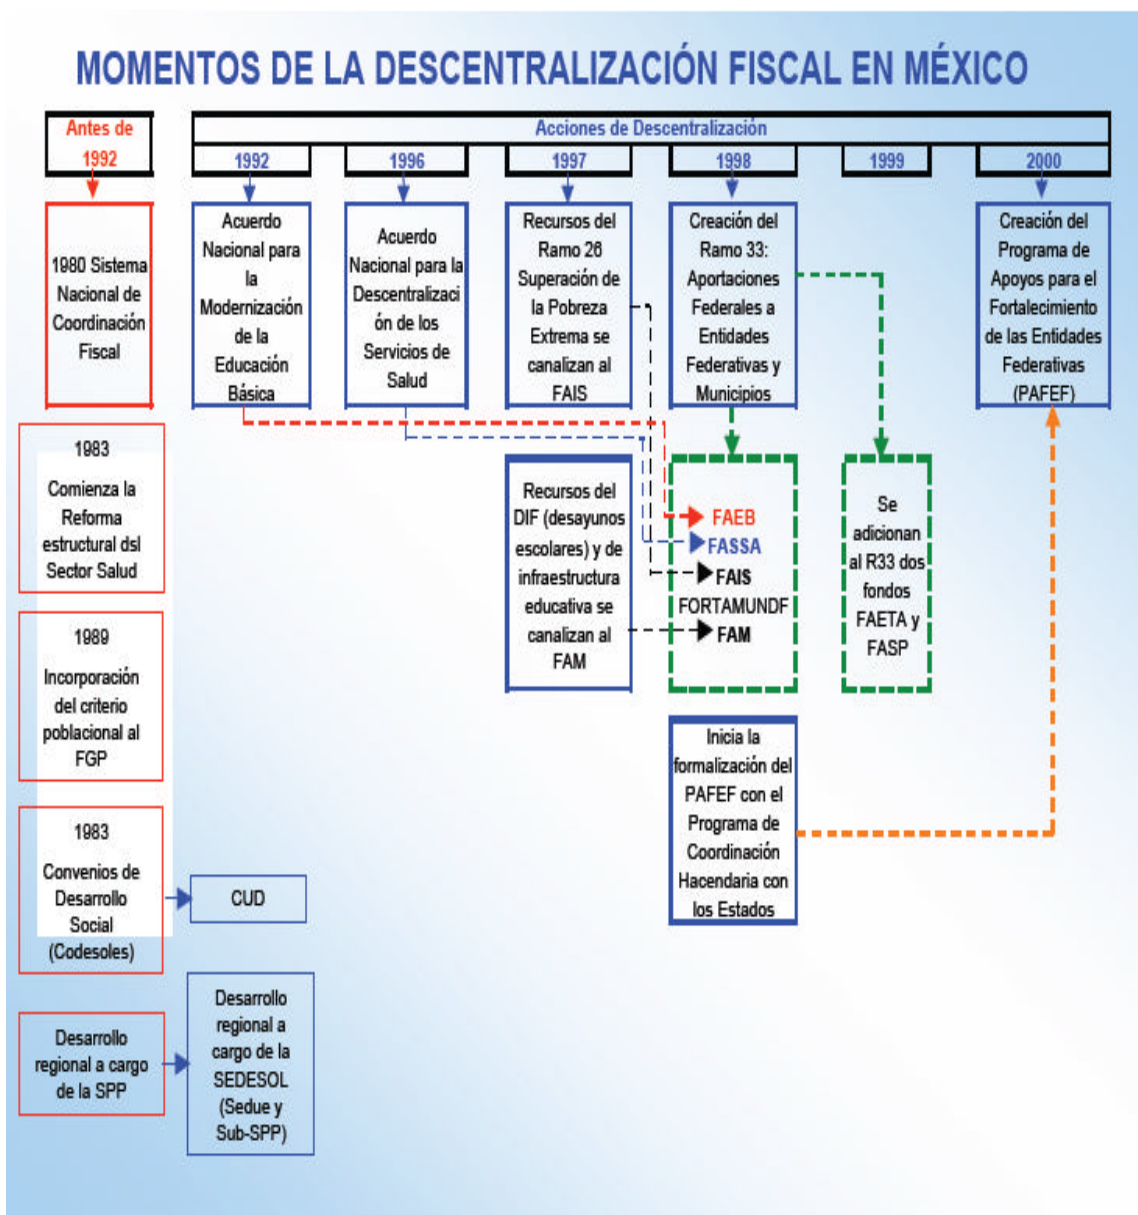 MOMENTOS DE LA DESCENTRALIZACIÓN FISCAL EN MÉXICO
Antes de
1992
Acciones de Descentralización
1992
1996
1997
1998
1999
2000
1980 Sistema
Nacional de
Coordinación
Fiscal
Acuerdo
Nacional para
la
Modernización
de la
Educación
Básica
Acuerdo
Nacional para la
Descentralizaci
ón de los
Servicios de
Salud
Recursos del
Ramo 26
Superación de
la Pobreza
Extrema se
canalizan al
FAIS
Creación del
Ramo 33:
Aportaciones
Federales a
Entidades
Federativas y
Municipios
Creación del
Programa de
Apoyos para el
Fortalecimiento
de las Entidades
Federativas
(PAFEF)
1983
Comienza la
Reforma
estructural dsl
Sector Salud
Recursos del
DIF (desayunos
escolares) y de
infraestructura
educativa se
canalizan al
FAM
FAEB
FASSA
FAIS
FORTAMUNDF
FAM
Se
adicionan
al R33 dos
fondos
FAETA y
FASP
1989
Incorporación
del criterio
poblacional al
FGP
Inicia la
formalización del
PAFEF con el
Programa de
Coordinación
Hacendaria con
los Estados
1983
Convenios de
Desarrollo
Social
(Codesoles)
CUD
Desarrollo
regional a cargo
de la SPP
Desarrollo
regional a
cargo de la
SEDESOL
(Sedue y
Sub-SPP)